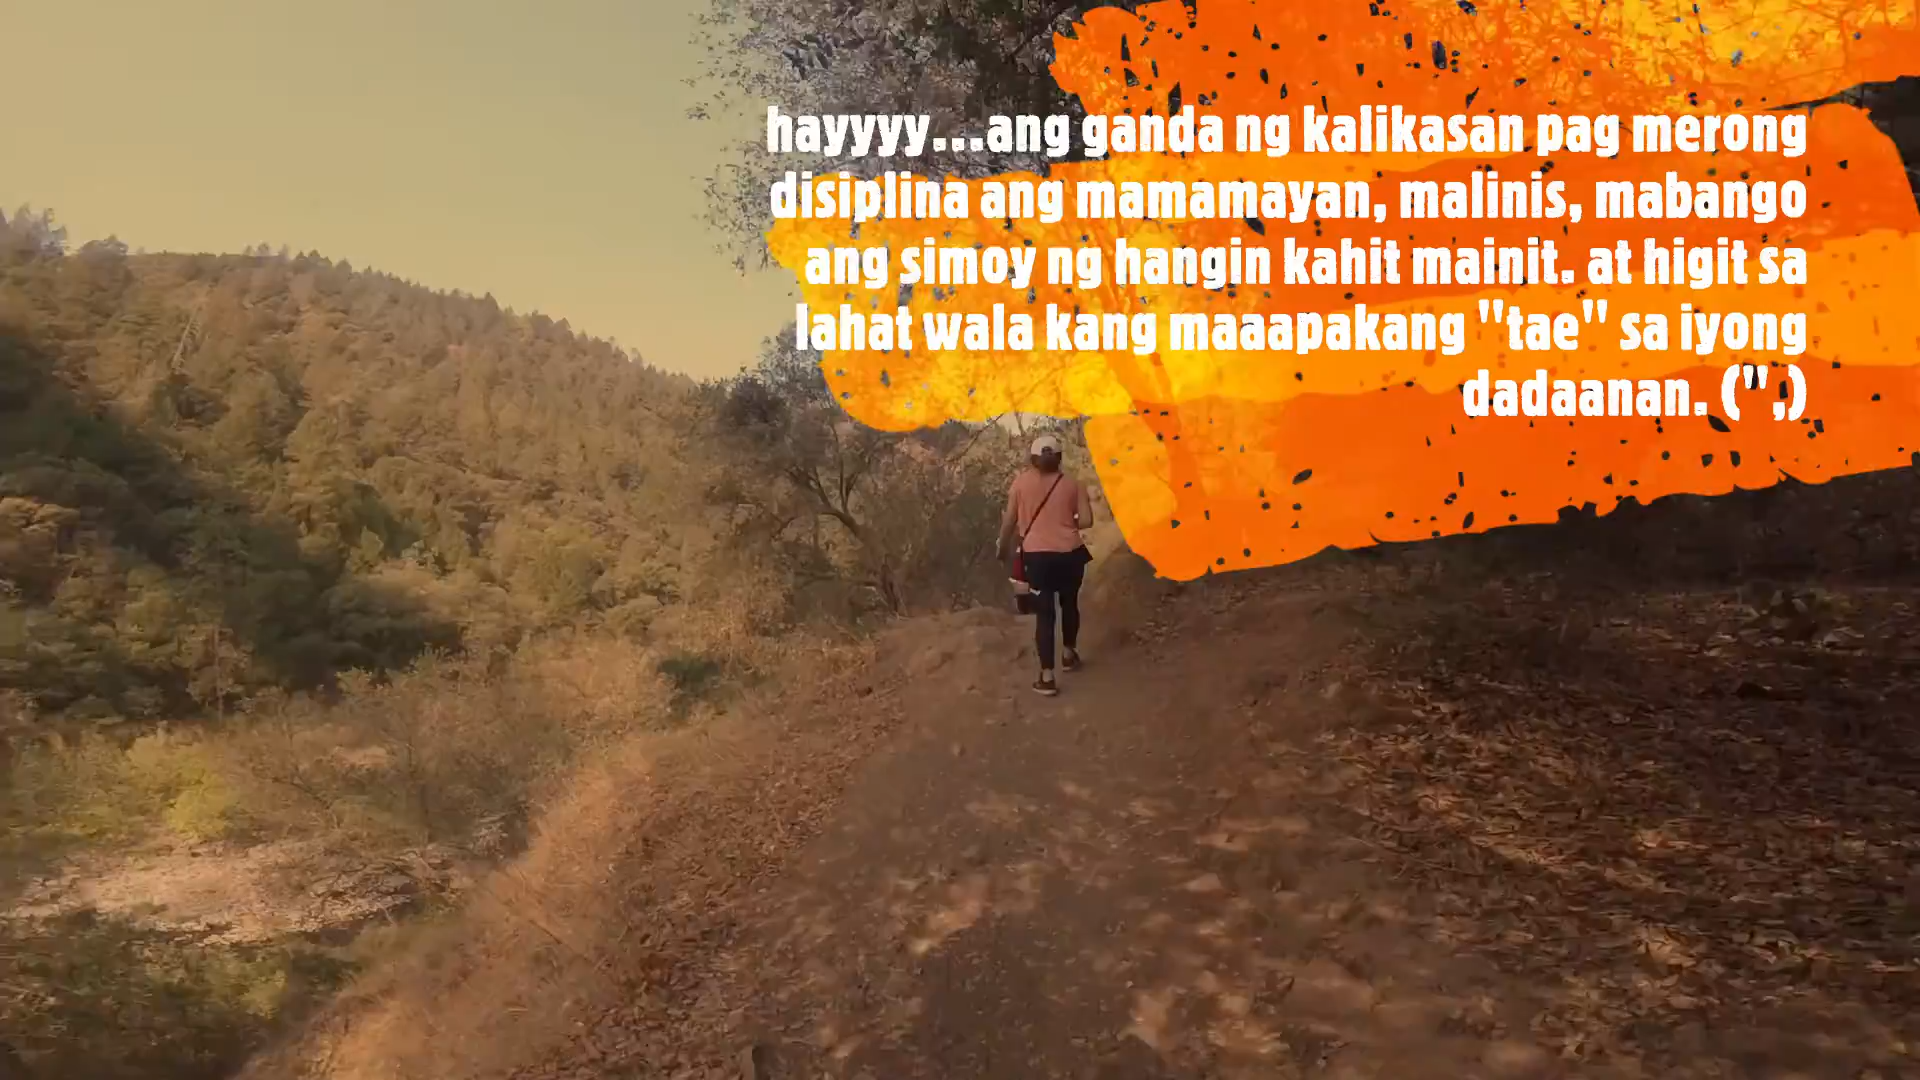 hayyyy...ang ganda ng kalikasan pag merong
disiplina ang mamamayan, malinis, mabango
ang simoy ng hangin kahit mainit. at higit sa
lahat wala kang maaapakang "tae" sa iyong
dadaanan. (",)